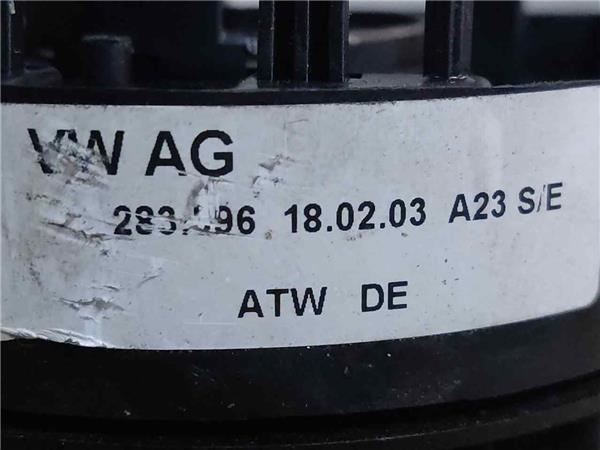 VW AG
18.02.03 A23 S/E
ATW DE